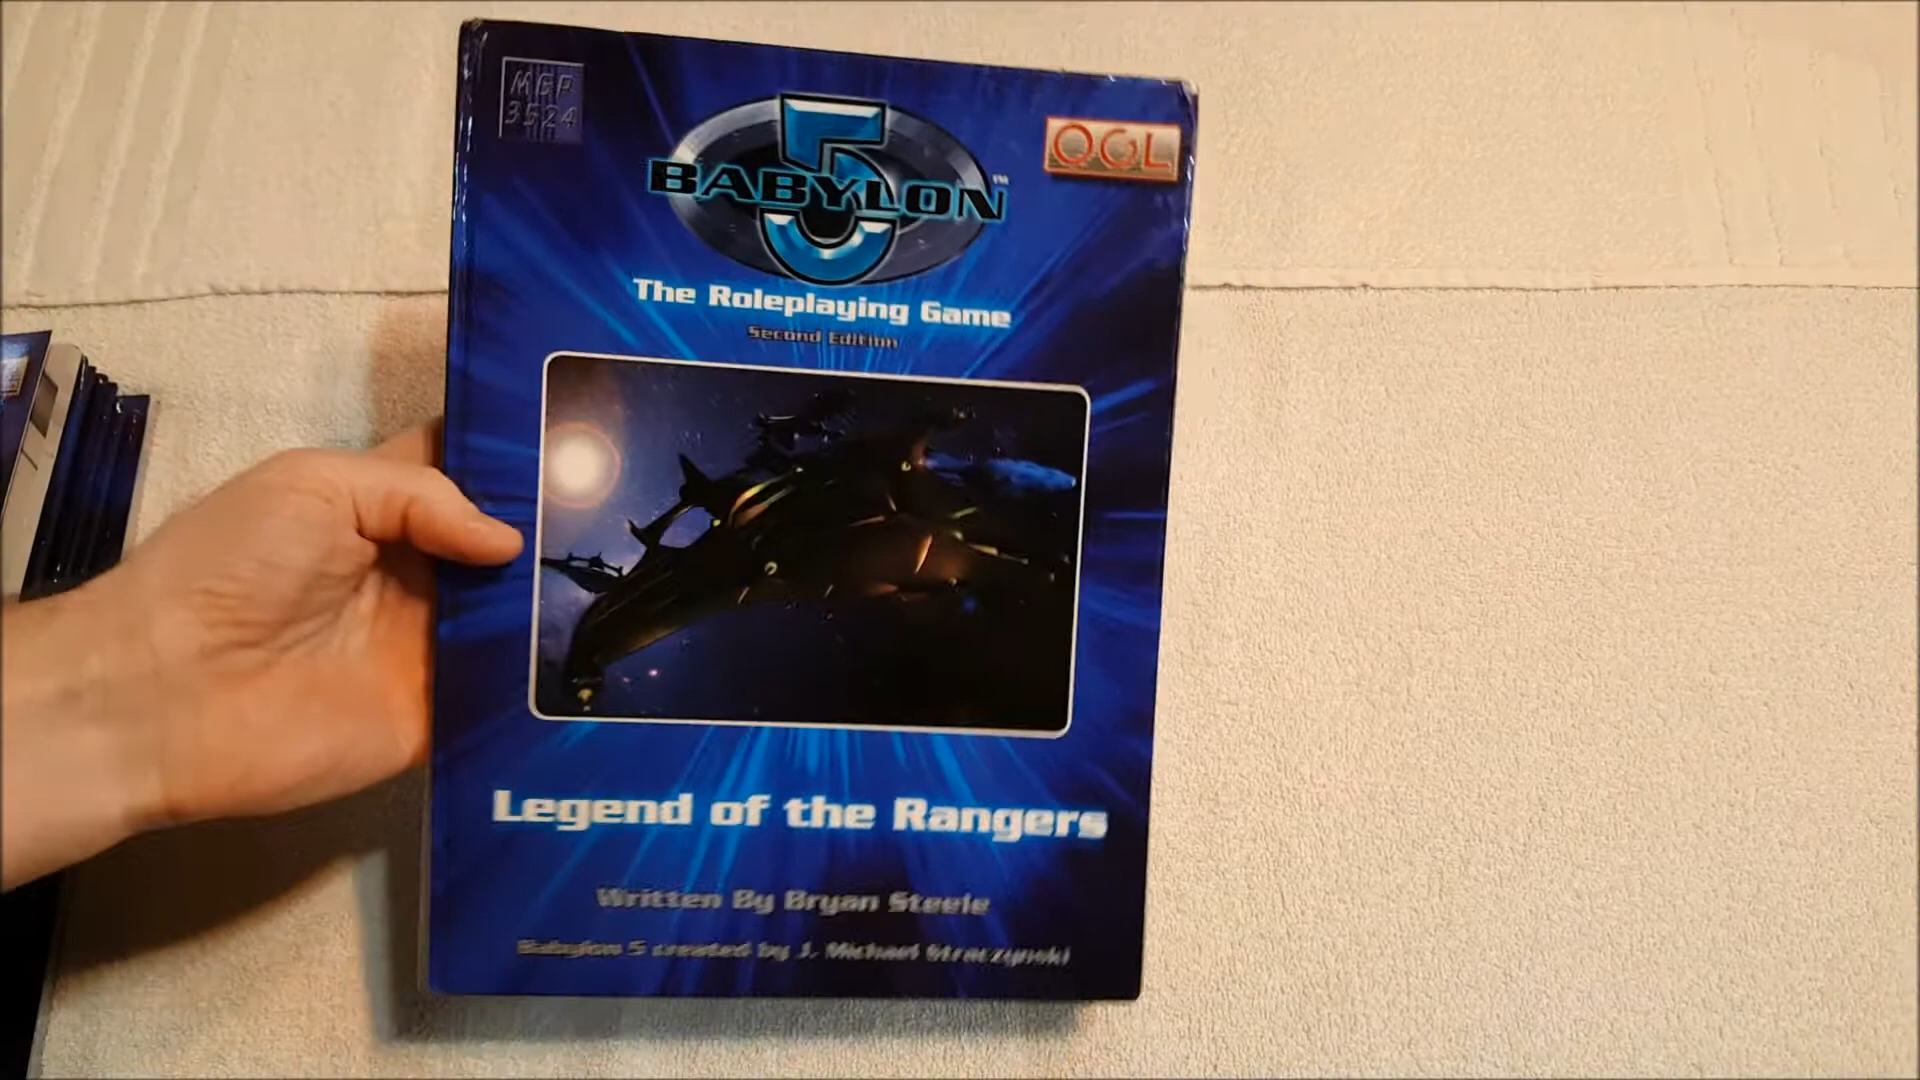 MGP
3524
BABYLON 5™
OGL
The Roleplaying Game
Second Edition
Legend of the Rangers
Written By Bryan Steele
Babylon 5 created by J. Michael Straczynski